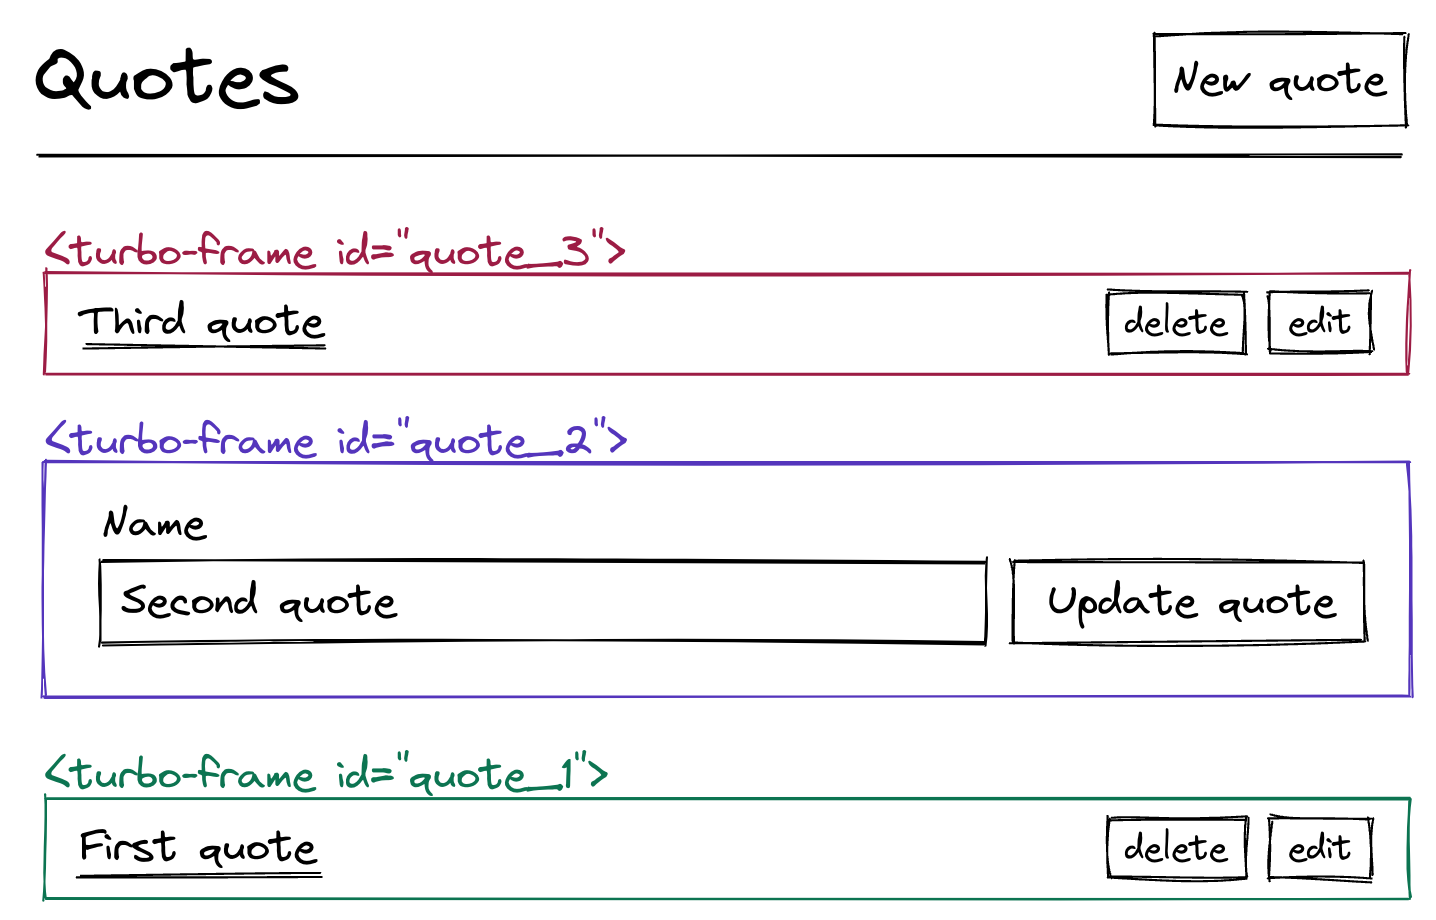 Quotes
New quote
<turbo-frame id="quote_3">
Third quote
delete
edit
<turbo-frame id="quote_2">
Name
Second quote
Update quote
<turbo-frame id="quote_1">
First quote
delete
edit